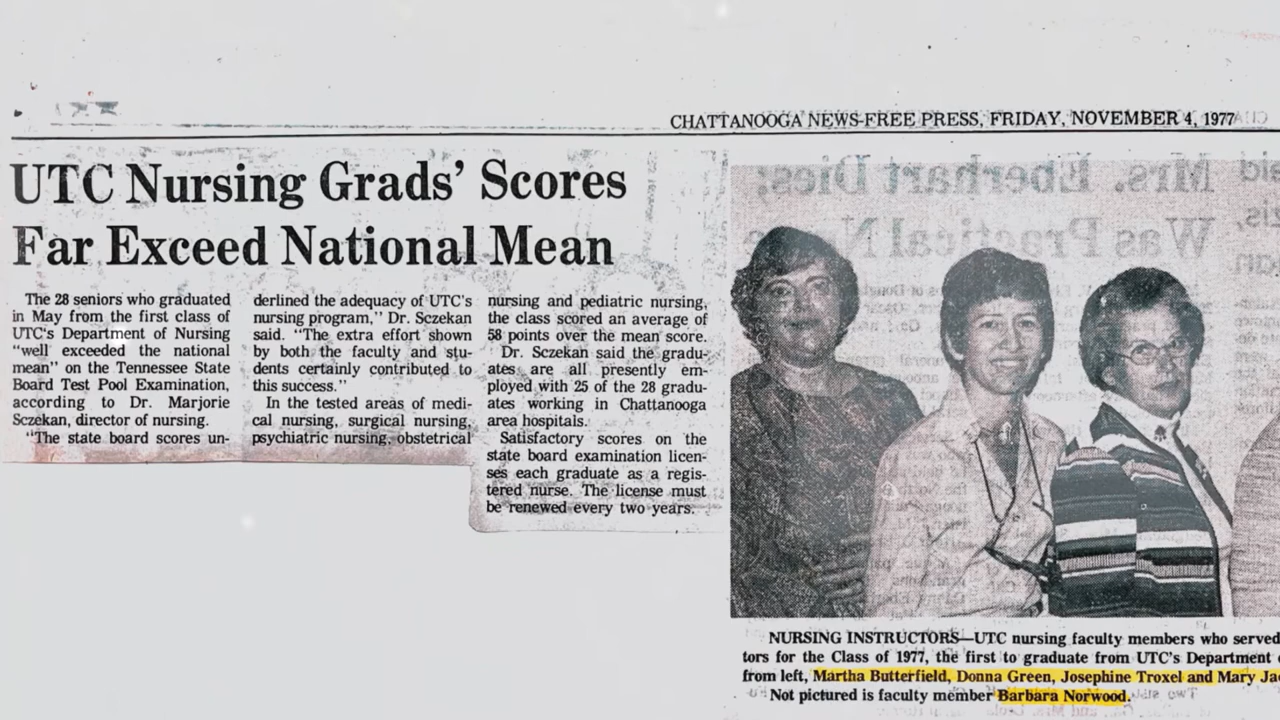 CHATTANOOGA NEWS-FREE PRESS, FRIDAY, NOVEMBER 4, 1977
UTC Nursing Grads' Scores
Far Exceed National Mean
The 28 seniors who graduated
in May from the first class of
UTC's Department of Nursing
"well exceeded the national
mean" on the Tennessee State
Board Test Pool Examination,
according to Dr. Marjorie
Sczekan, director of nursing.
"The state board scores un-
derlined the adequacy of UTC's
nursing program," Dr. Sczekan
said. "The extra effort shown
by both the faculty and stu-
dents certainly contributed to
this success."
In the tested areas of medi-
cal nursing, surgical nursing,
psychiatric nursing, obstetrical
nursing and pediatric nursing,
the class scored an average of
58 points over the mean score.
Dr. Sczekan said the gradu-
ates are all presently em-
ployed with 25 of the 28 gradu-
ates working in Chattanooga
area hospitals.
Satisfactory scores on the
state board examination licen-
ses each graduate as a regis-
tered nurse. The license must
be renewed every two years.
Mrs. Eberhart Dies;
Was Practical N
NURSING INSTRUCTORS—UTC nursing faculty members who served
tors for the Class of 1977, the first to graduate from UTC's Department
from left, Martha Butterfield, Donna Green, Josephine Troxel and Mary Ja
Not pictured is faculty member Barbara Norwood.